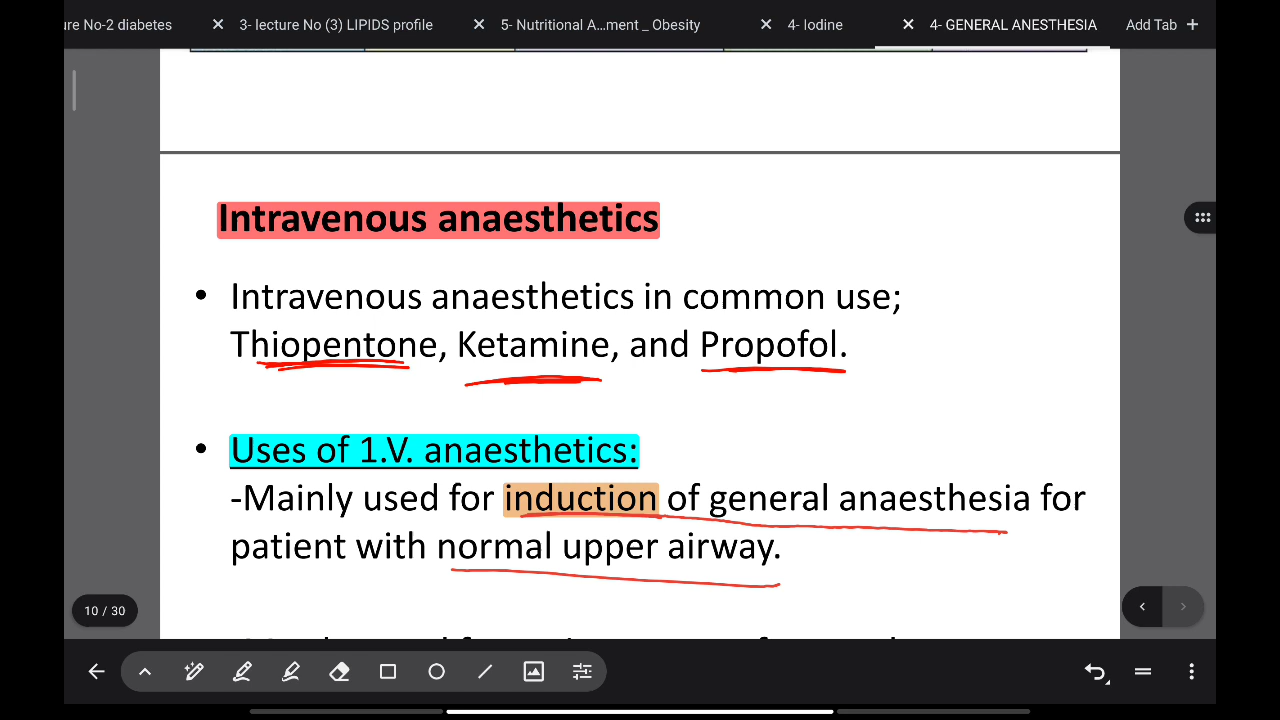 ure No-2 diabetes
3- lecture No (3) LIPIDS profile
5- Nutritional A...ment _ Obesity
4- Iodine
4- GENERAL ANESTHESIA
Add Tab +
Intravenous anaesthetics
• Intravenous anaesthetics in common use;
Thiopentone, Ketamine, and Propofol.
• Uses of 1.V. anaesthetics:
-Mainly used for induction of general anaesthesia for
patient with normal upper airway.
10 / 30